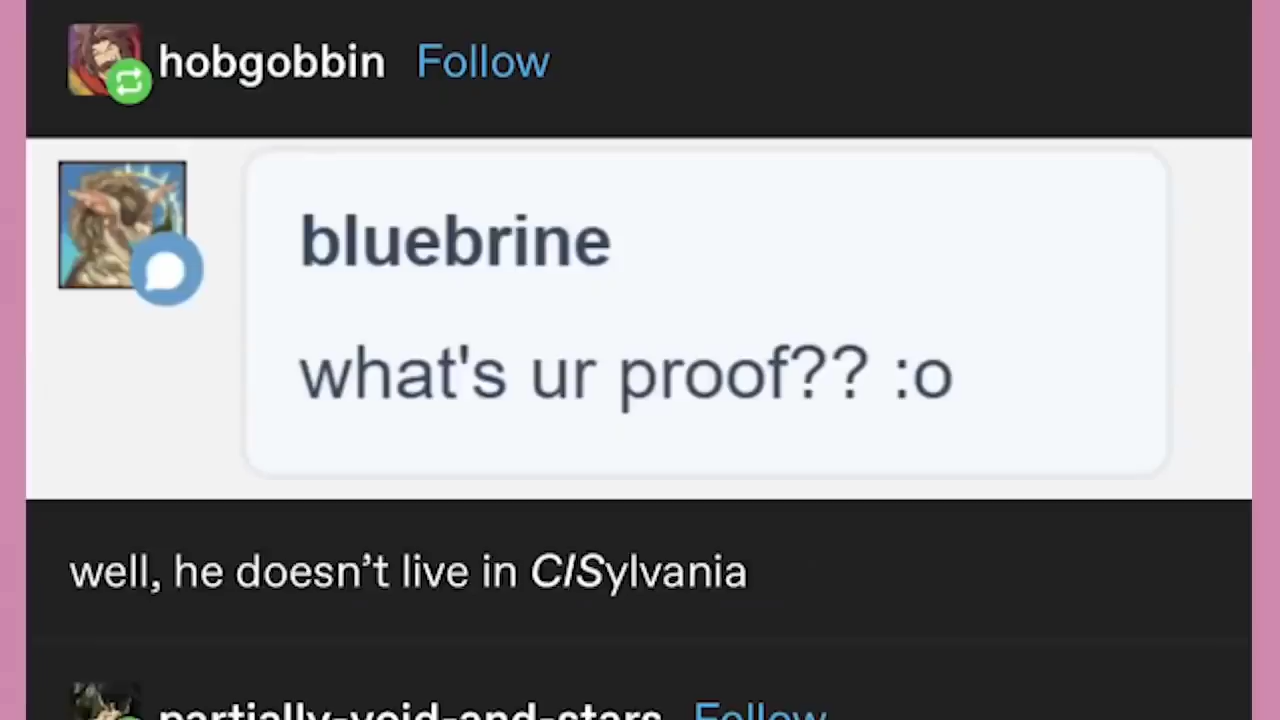 hobgobbin Follow
bluebrine
what's ur proof?? :o
well, he doesn’t live in CISylvania
partially-void-and-stars Follow